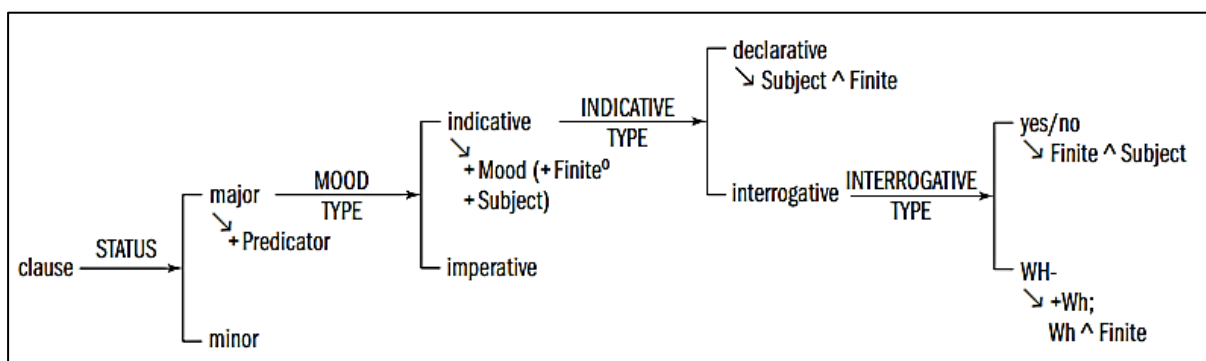 declarative
↘ Subject ^ Finite
INDICATIVE
TYPE
indicative
↘
+ Mood (+ Finite⁰
+ Subject)
yes/no
↘ Finite ^ Subject
MOOD
TYPE
major
↘
+ Predicator
interrogative
INTERROGATIVE
TYPE
STATUS
clause
imperative
WH-
↘ +Wh;
Wh ^ Finite
minor